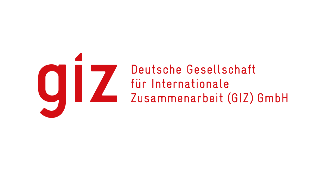 giz
Deutsche Gesellschaft
für Internationale
Zusammenarbeit (GIZ) GmbH